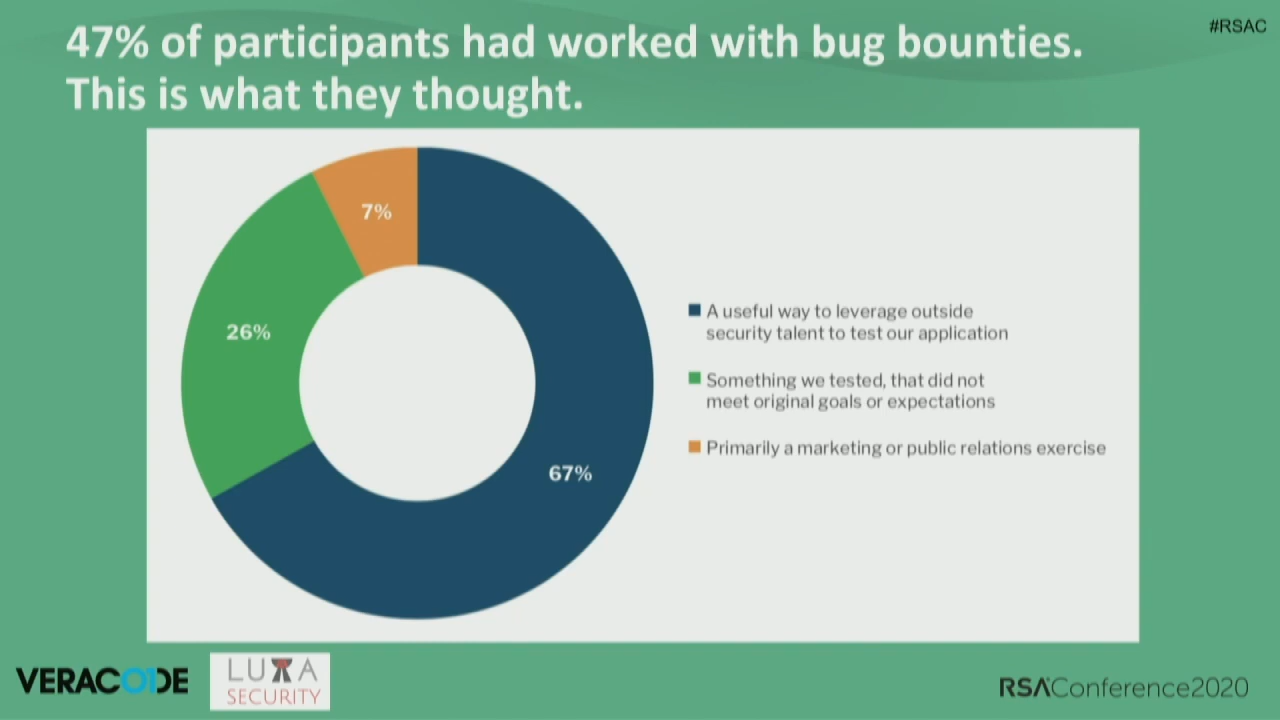 #RSAC
47% of participants had worked with bug bounties.
This is what they thought.
7%
26%
67%
A useful way to leverage outside
security talent to test our application
Something we tested, that did not
meet original goals or expectations
Primarily a marketing or public relations exercise
VERACODE
LUTA
SECURITY
RSAConference2020